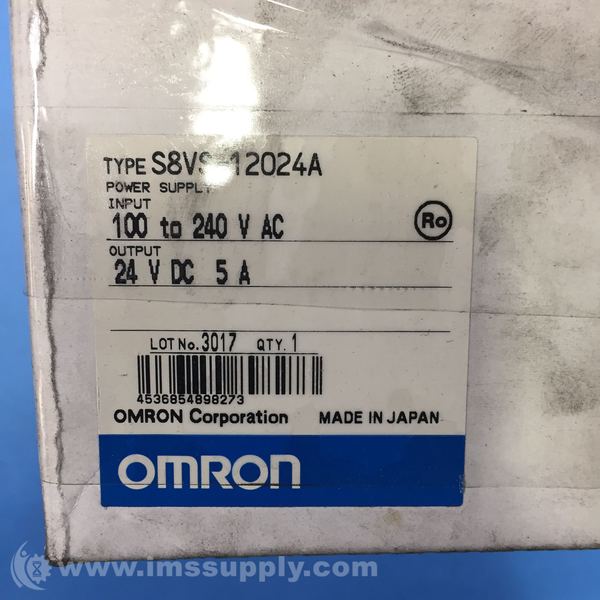 TYPE S8VS-12024A
POWER SUPPLY
INPUT
100 to 240 V AC
Ro
OUTPUT
24 V DC 5 A
LOT No. 3017 QTY. 1
4536854898273
OMRON Corporation MADE IN JAPAN
OMRON
www.imssupply.com